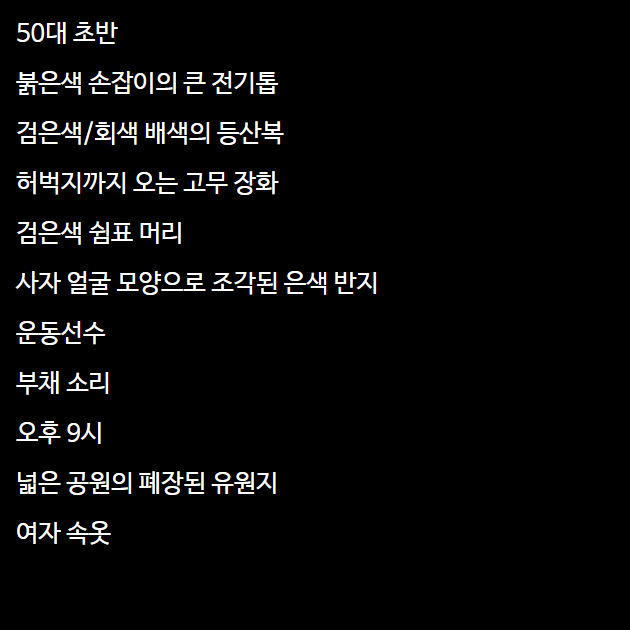 50대 초반
붉은색 손잡이의 큰 전기톱
검은색/회색 배색의 등산복
허벅지까지 오는 고무 장화
검은색 쉼표 머리
사자 얼굴 모양으로 조각된 은색 반지
운동선수
부채 소리
오후 9시
넓은 공원의 폐장된 유원지
여자 속옷